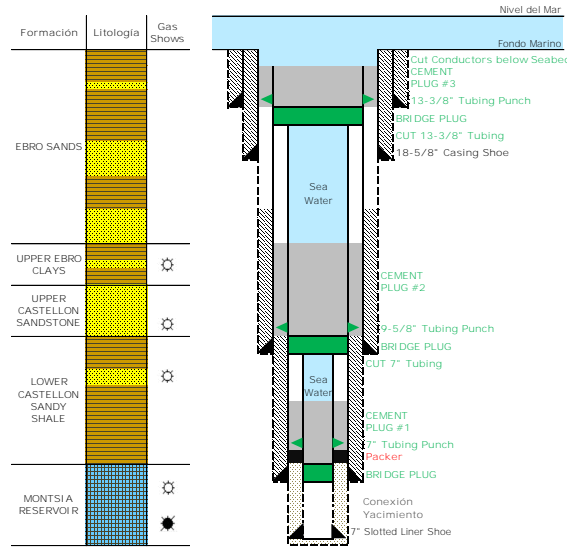 Nivel del Mar
Formación
Litología
Gas
Shows
Fondo Marino
Cut Conductors below Seabed
CEMENT
PLUG #3
13-3/8" Tubing Punch
BRIDGE PLUG
CUT 13-3/8" Tubing
18-5/8" Casing Shoe
EBRO SANDS
Sea
Water
UPPER EBRO
CLAYS
CEMENT
PLUG #2
UPPER
CASTELLON
SANDSTONE
9-5/8" Tubing Punch
BRIDGE PLUG
CUT 7" Tubing
Sea
Water
LOWER
CASTELLON
SANDY
SHALE
CEMENT
PLUG #1
7" Tubing Punch
Packer
BRIDGE PLUG
MONTSIA
RESERVOIR
Conexión
Yacimiento
7" Slotted Liner Shoe